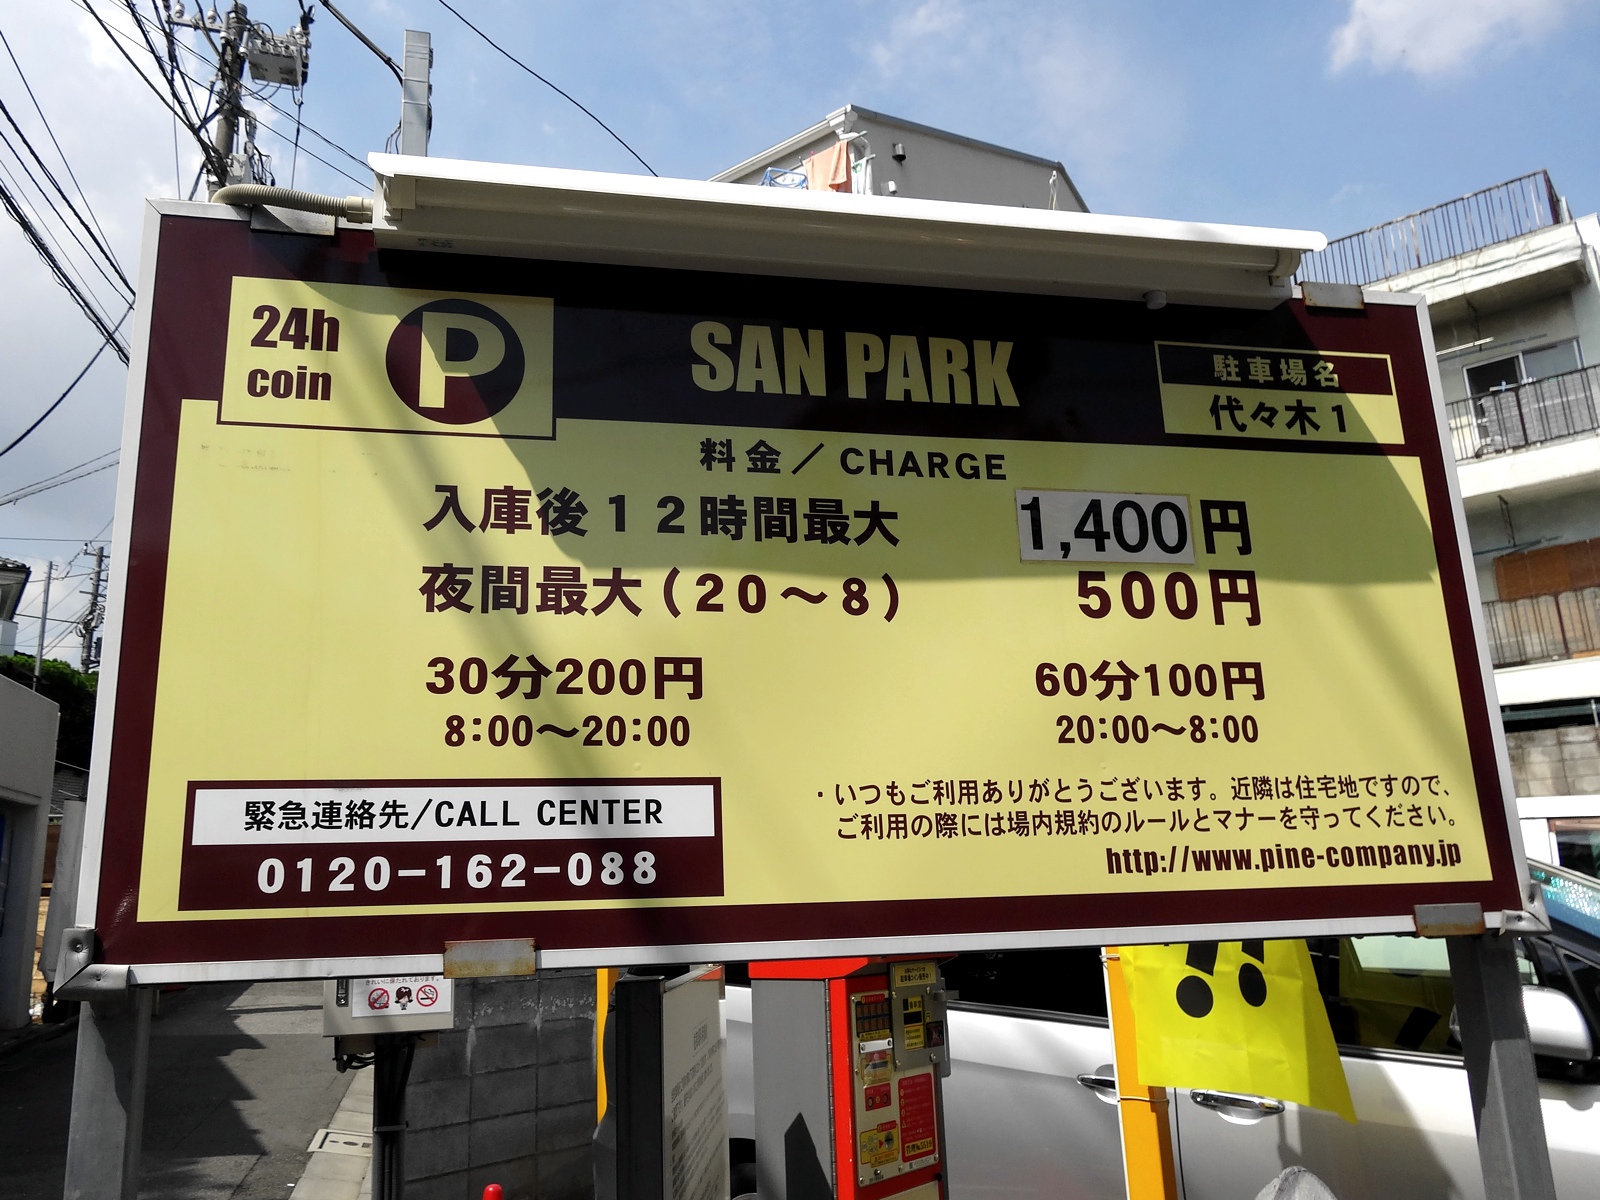 24h
coin
P
SAN PARK
駐車場名
代々木1
料金／CHARGE
入庫後12時間最大 1,400円
夜間最大(20～8) 500円
30分200円 60分100円
8:00～20:00 20:00～8:00
緊急連絡先/CALL CENTER
0120-162-088
・いつもご利用ありがとうございます。近隣は住宅地ですので、
ご利用の際には場内規約のルールとマナーを守ってください。
http://www.pine-company.jp